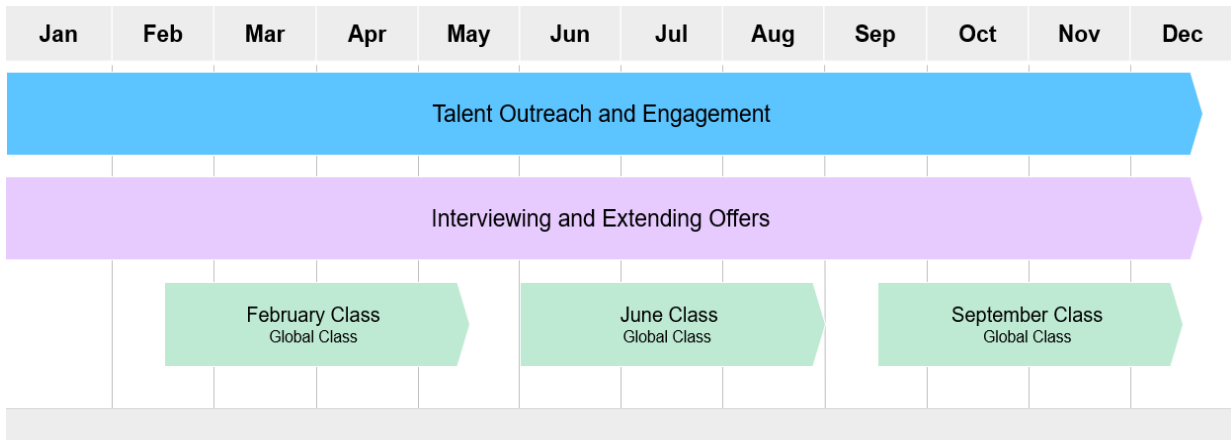 Jan Feb Mar Apr May Jun Jul Aug Sep Oct Nov Dec
Talent Outreach and Engagement
Interviewing and Extending Offers
February Class
Global Class
June Class
Global Class
September Class
Global Class